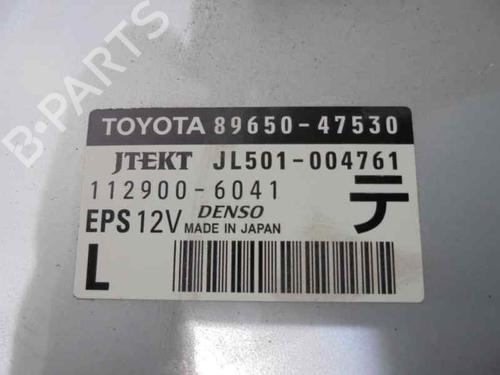 B-PARTS
TOYOTA 89650-47530
JTEKT JL501-004761
112900-6041
テ
EPS 12V DENSO MADE IN JAPAN
L